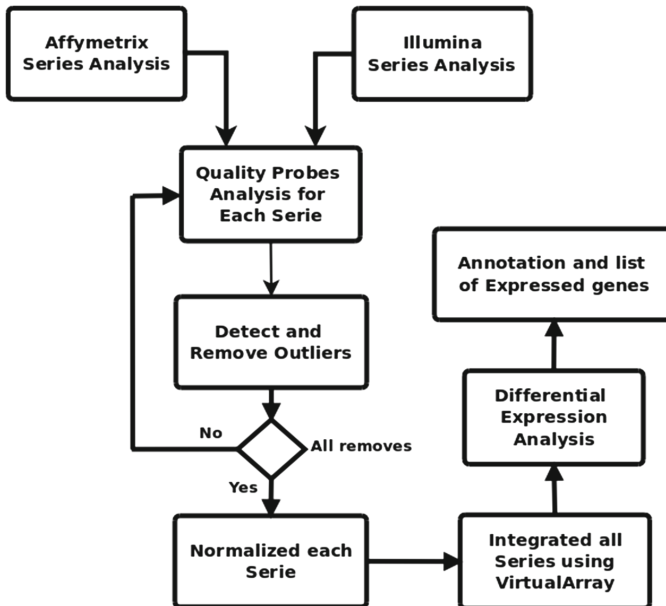 Affymetrix
Series Analysis
Illumina
Series Analysis
Quality Probes
Analysis for
Each Serie
Detect and
Remove Outliers
No
All removes
Yes
Normalized each
Serie
Integrated all
Series using
VirtualArray
Differential
Expression
Analysis
Annotation and list
of Expressed genes